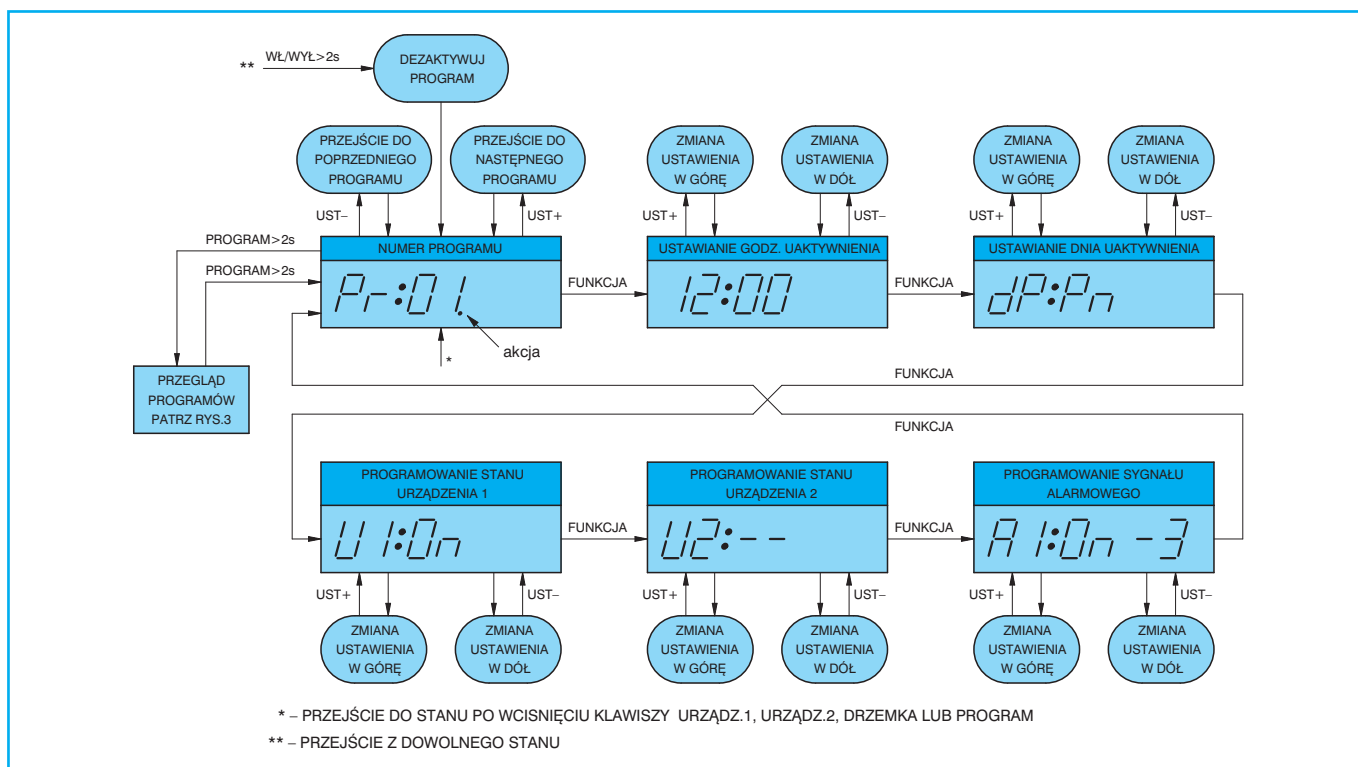 ** WŁ/WYŁ>2s
DEZAKTYWUJ
PROGRAM
PRZEJŚCIE DO
POPRZEDNIEGO
PROGRAMU
PRZEJŚCIE DO
NASTĘPNEGO
PROGRAMU
ZMIANA
USTAWIENIA
W GÓRĘ
ZMIANA
USTAWIENIA
W DÓŁ
ZMIANA
USTAWIENIA
W GÓRĘ
ZMIANA
USTAWIENIA
W DÓŁ
UST–
UST+
UST+
UST–
UST+
UST–
PROGRAM>2s
PROGRAM>2s
NUMER PROGRAMU
Pr:01.
akcja
*
FUNKCJA
USTAWIANIE GODZ. UAKTYWNIENIA
12:00
FUNKCJA
USTAWIANIE DNIA UAKTYWNIENIA
dP:Pn
PRZEGLĄD
PROGRAMÓW
PATRZ RYS.3
FUNKCJA
FUNKCJA
PROGRAMOWANIE STANU
URZĄDZENIA 1
U1:On
FUNKCJA
PROGRAMOWANIE STANU
URZĄDZENIA 2
U2:--
FUNKCJA
PROGRAMOWANIE SYGNAŁU
ALARMOWEGO
A1:On -3
UST+
UST–
UST+
UST–
UST+
UST–
ZMIANA
USTAWIENIA
W GÓRĘ
ZMIANA
USTAWIENIA
W DÓŁ
ZMIANA
USTAWIENIA
W GÓRĘ
ZMIANA
USTAWIENIA
W DÓŁ
ZMIANA
USTAWIENIA
W GÓRĘ
ZMIANA
USTAWIENIA
W DÓŁ
* – PRZEJŚCIE DO STANU PO WCISNIĘCIU KLAWISZY URZĄDZ.1, URZĄDZ.2, DRZEMKA LUB PROGRAM
** – PRZEJŚCIE Z DOWOLNEGO STANU